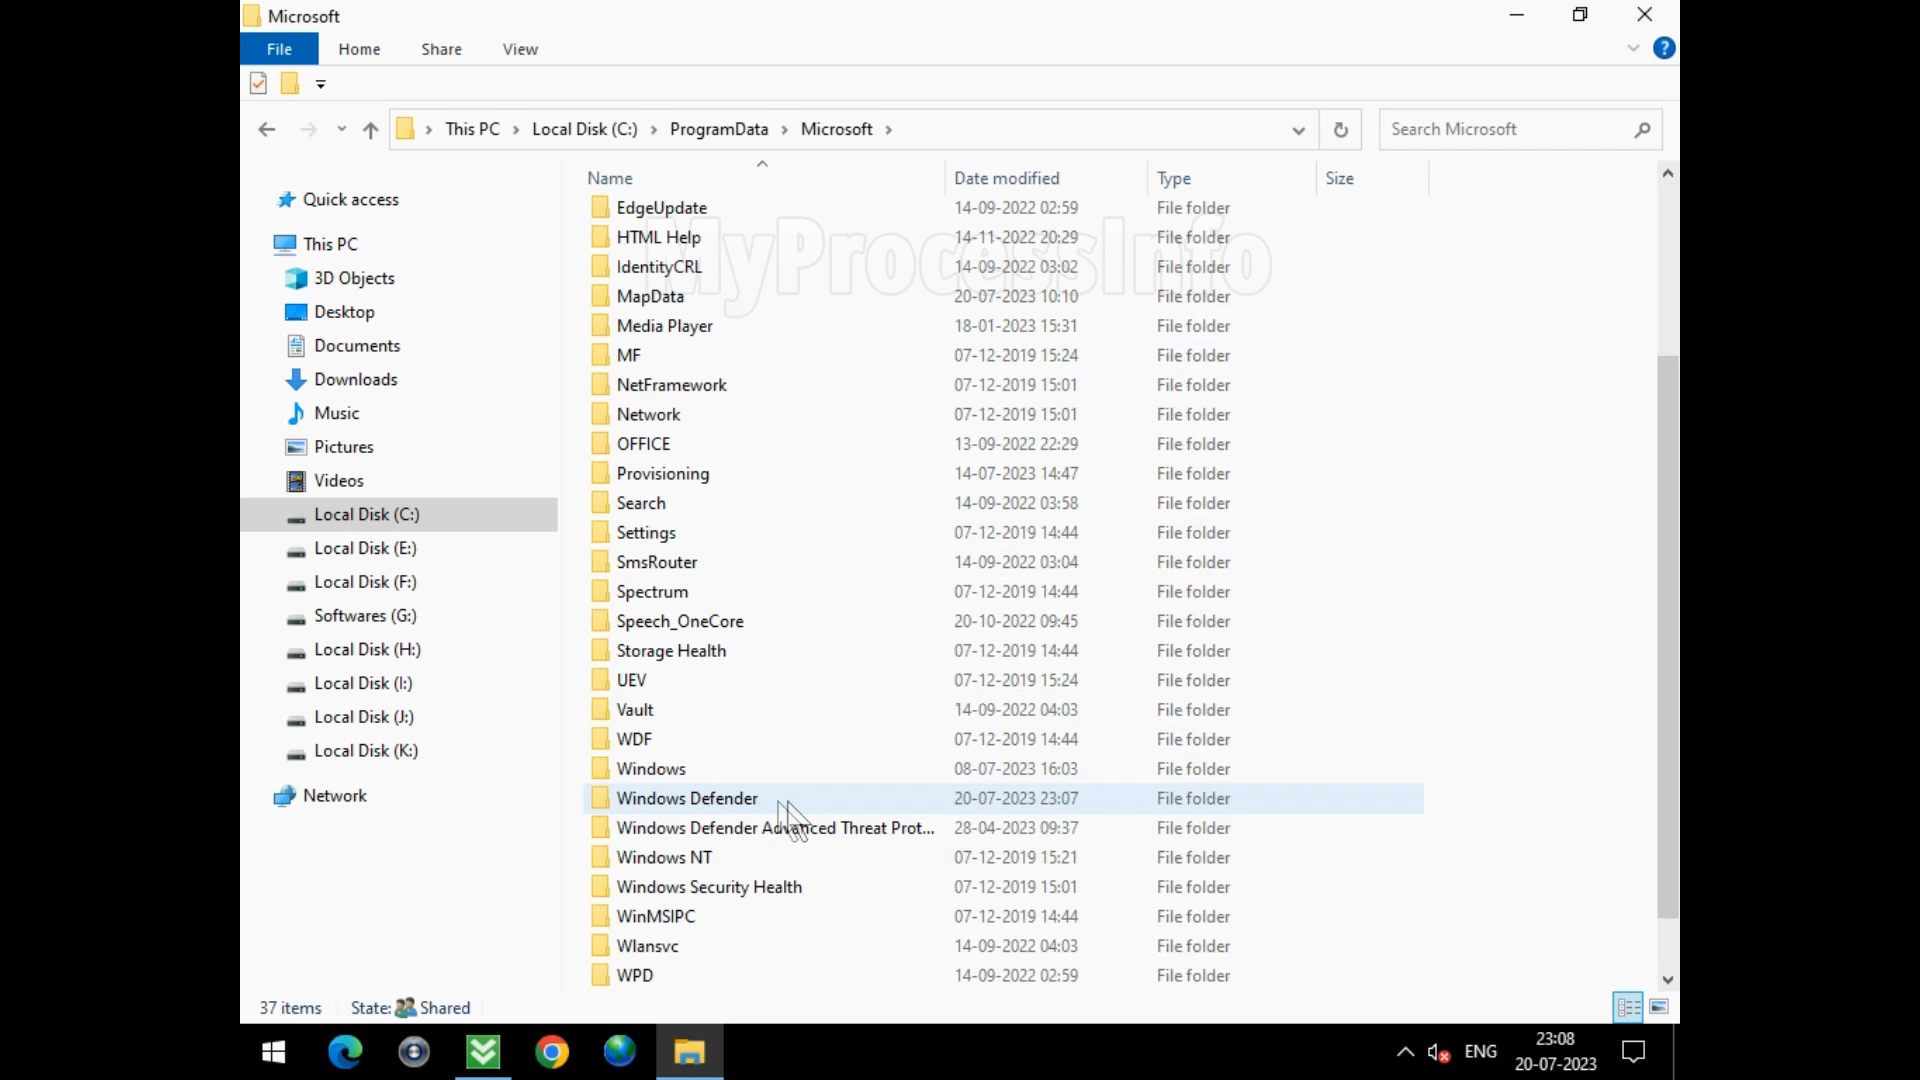 Microsoft
File Home Share View
This PC Local Disk (C:) ProgramData Microsoft
Search Microsoft
Name Date modified Type Size
Quick access
This PC
3D Objects
Desktop
Documents
Downloads
Music
Pictures
Videos
Local Disk (C:)
Local Disk (E:)
Local Disk (F:)
Softwares (G:)
Local Disk (H:)
Local Disk (I:)
Local Disk (J:)
Local Disk (K:)
Network
EdgeUpdate 14-09-2022 02:59 File folder
HTML Help 14-11-2022 20:29 File folder
MyProcessInfo
IdentityCRL 14-09-2022 03:02 File folder
MapData 20-07-2023 10:10 File folder
Media Player 18-01-2023 15:31 File folder
MF 07-12-2019 15:24 File folder
NetFramework 07-12-2019 15:01 File folder
Network 07-12-2019 15:01 File folder
OFFICE 13-09-2022 22:29 File folder
Provisioning 14-07-2023 14:47 File folder
Search 14-09-2022 03:58 File folder
Settings 07-12-2019 14:44 File folder
SmsRouter 14-09-2022 03:04 File folder
Spectrum 07-12-2019 14:44 File folder
Speech_OneCore 20-10-2022 09:45 File folder
Storage Health 07-12-2019 14:44 File folder
UEV 07-12-2019 15:24 File folder
Vault 14-09-2022 04:03 File folder
WDF 07-12-2019 14:44 File folder
Windows 08-07-2023 16:03 File folder
Windows Defender 20-07-2023 23:07 File folder
Windows Defender Advanced Threat Prot... 28-04-2023 09:37 File folder
Windows NT 07-12-2019 15:21 File folder
Windows Security Health 07-12-2019 15:01 File folder
WinMSIPC 07-12-2019 14:44 File folder
Wlansvc 14-09-2022 04:03 File folder
WPD 14-09-2022 02:59 File folder
37 items State: Shared
ENG
23:08
20-07-2023